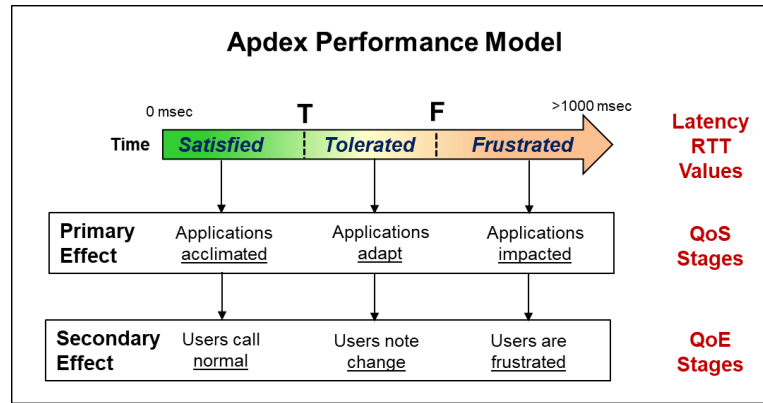 Apdex Performance Model
0 msec
T
F
>1000 msec
Time
Satisfied
Tolerated
Frustrated
Latency
RTT
Values
Primary
Effect
Applications
acclimated
Applications
adapt
Applications
impacted
QoS
Stages
Secondary
Effect
Users call
normal
Users note
change
Users are
frustrated
QoE
Stages